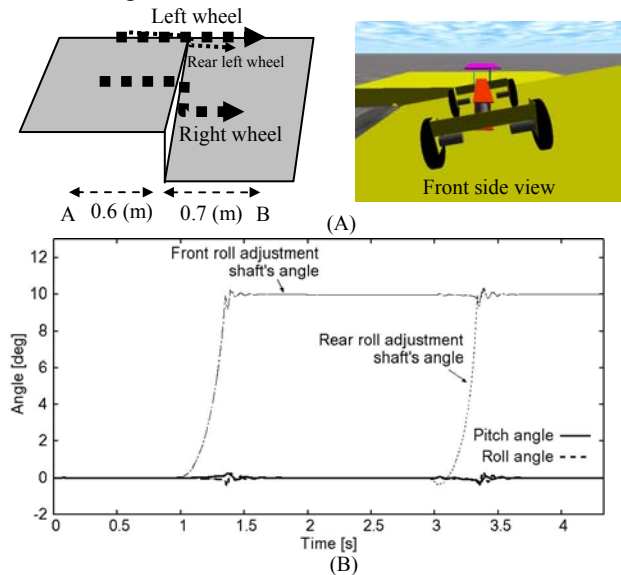 Left wheel
Rear left wheel
Right wheel
A 0.6 (m) 0.7 (m) B
Front side view
(A)
Front roll adjustment
shaft's angle
Rear roll adjustment
shaft's angle
Pitch angle
Roll angle
Angle [deg]
12
10
8
6
4
2
0
-2
0 0.5 1 1.5 2 2.5 3 3.5 4
Time [s]
(B)